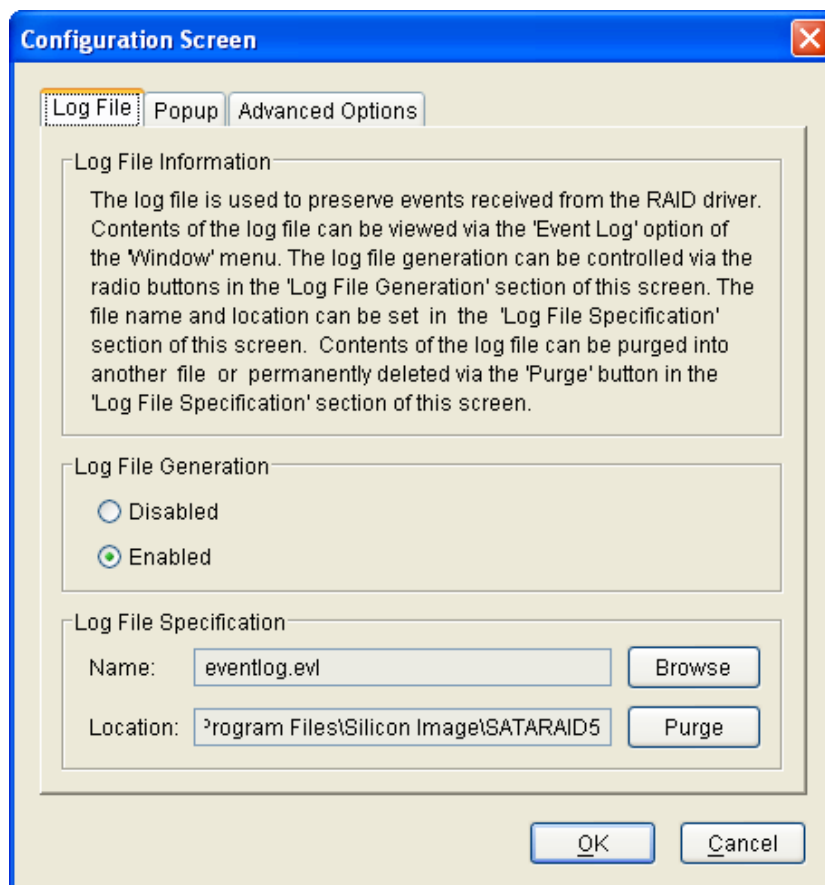 Configuration Screen
Log File
Popup
Advanced Options
Log File Information
The log file is used to preserve events received from the RAID driver.
Contents of the log file can be viewed via the 'Event Log' option of
the 'Window' menu. The log file generation can be controlled via the
radio buttons in the 'Log File Generation' section of this screen. The
file name and location can be set in the 'Log File Specification'
section of this screen. Contents of the log file can be purged into
another file or permanently deleted via the 'Purge' button in the
'Log File Specification' section of this screen.
Log File Generation
Disabled
Enabled
Log File Specification
Name: eventlog.evl Browse
Location: Program Files\Silicon Image\SATARAID5 Purge
OK Cancel